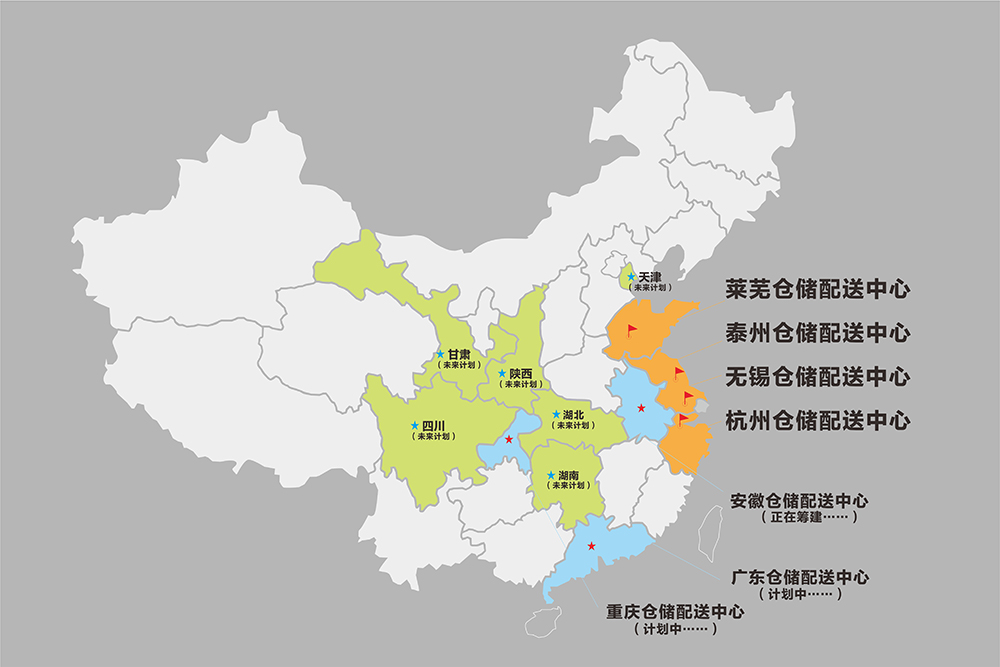 天津
（未来计划）
莱芜仓储配送中心
泰州仓储配送中心
甘肃
（未来计划）
陕西
（未来计划）
无锡仓储配送中心
湖北
（未来计划）
杭州仓储配送中心
四川
（未来计划）
湖南
（未来计划）
安徽仓储配送中心
（正在筹建……）
广东仓储配送中心
（计划中……）
重庆仓储配送中心
（计划中……）